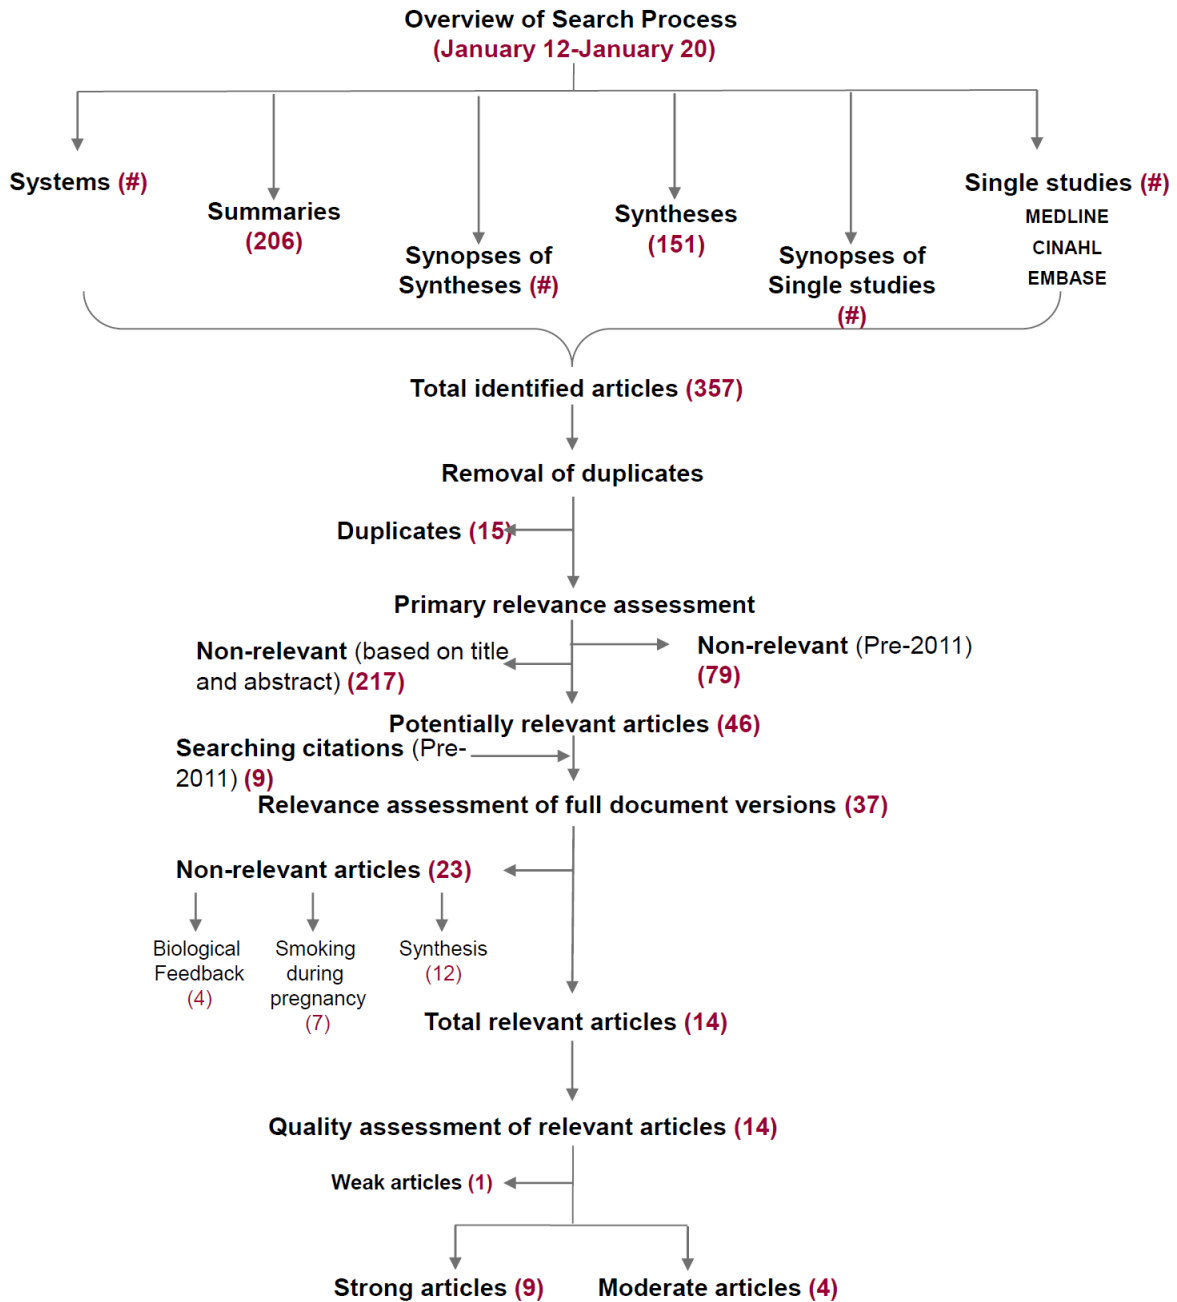 Overview of Search Process
(January 12-January 20)
Systems (#)
Summaries
(206)
Synopses of
Syntheses (#)
Syntheses
(151)
Synopses of
Single studies
(#)
Single studies (#)
MEDLINE
CINAHL
EMBASE
Total identified articles (357)
Removal of duplicates
Duplicates (15)
Primary relevance assessment
Non-relevant (based on title
and abstract) (217)
Non-relevant (Pre-2011)
(79)
Potentially relevant articles (46)
Searching citations (Pre-
2011) (9)
Relevance assessment of full document versions (37)
Non-relevant articles (23)
Biological
Feedback
(4)
Smoking
during
pregnancy
(7)
Synthesis
(12)
Total relevant articles (14)
Quality assessment of relevant articles (14)
Weak articles (1)
Strong articles (9)
Moderate articles (4)